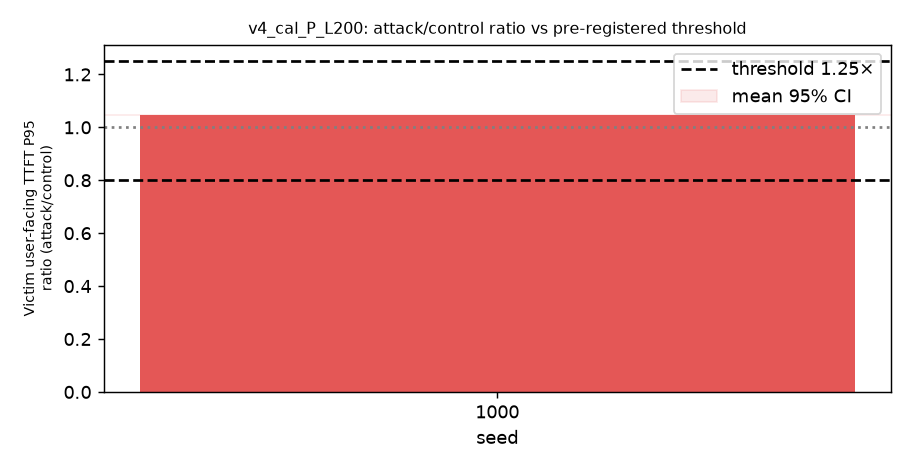 v4_cal_P_L200: attack/control ratio vs pre-registered threshold
Victim user-facing TTFT P95
ratio (attack/control)
1.2
1.0
0.8
0.6
0.4
0.2
0.0
threshold 1.25×
mean 95% CI
1000
seed